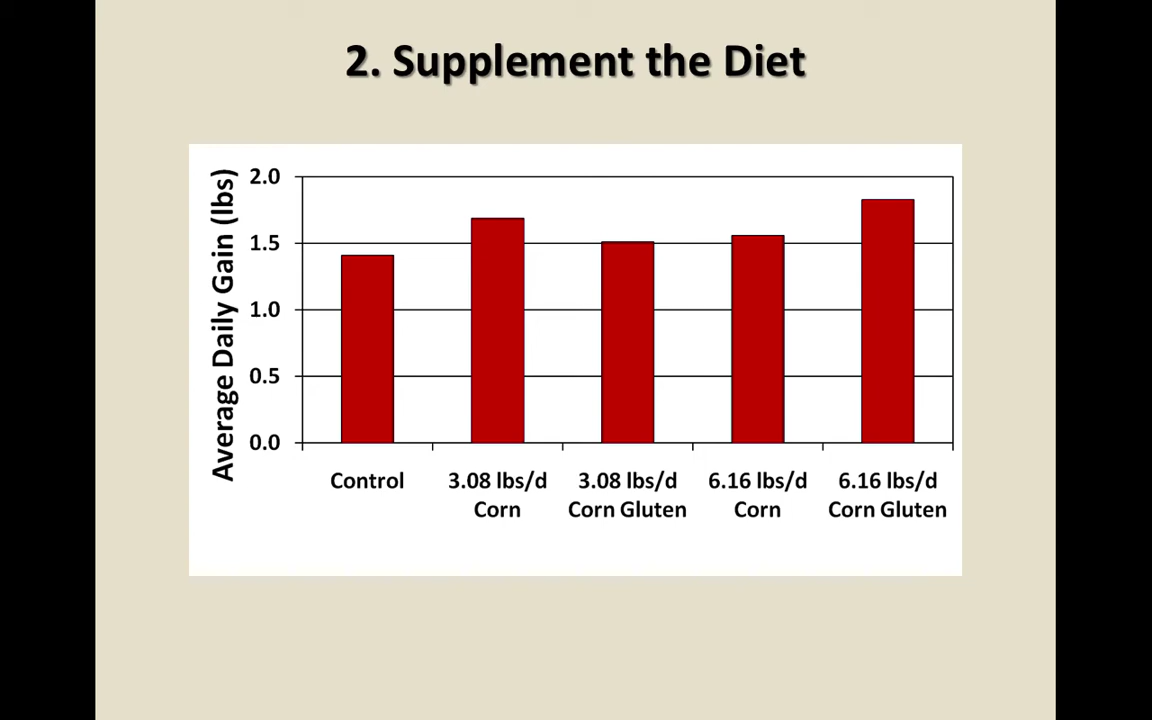 2. Supplement the Diet
Average Daily Gain (lbs)
2.0
1.5
1.0
0.5
0.0
Control
3.08 lbs/d
Corn
3.08 lbs/d
Corn Gluten
6.16 lbs/d
Corn
6.16 lbs/d
Corn Gluten